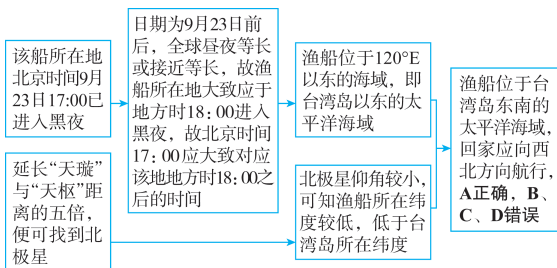 该船所在地
北京时间9月
23日17:00已
进入黑夜
延长“天璇”
与“天枢”距
离的五倍，
便可找到北
极星
日期为9月23日前
后，全球昼夜等长
或接近等长，故渔
船所在地大致应于
地方时18：00进入
黑夜，故北京时间
17：00应大致对应
该地地方时18：00之
后的时间
渔船位于120°E
以东的海域，即
台湾岛以东的太
平洋海域
北极星仰角较小，
可知渔船所在纬
度较低，低于台
湾岛所在纬度
渔船位于台
湾岛东南的
太平洋海域，
回家应向西
北方向航行，
A正确，B、
C、D错误